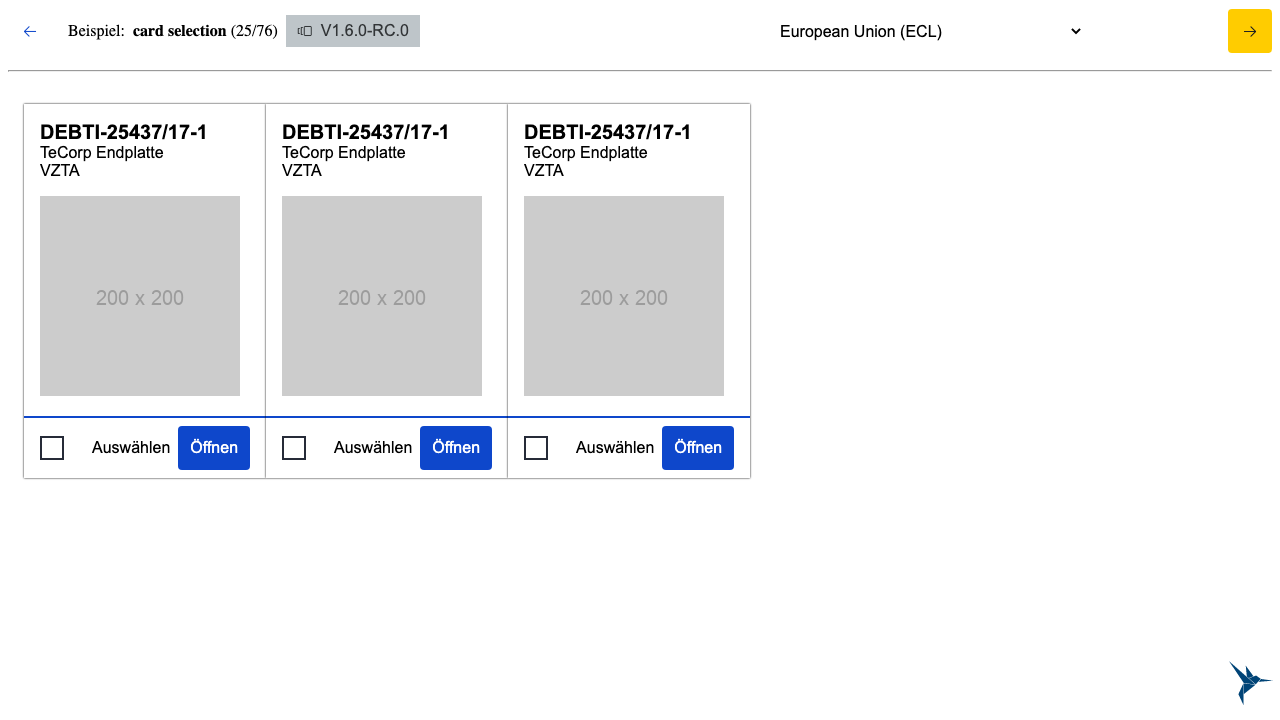 Beispiel: card selection (25/76) V1.6.0-RC.0 European Union (ECL)
DEBTI-25437/17-1 DEBTI-25437/17-1 DEBTI-25437/17-1
TeCorp Endplatte TeCorp Endplatte TeCorp Endplatte
VZTA VZTA VZTA
200 x 200 200 x 200 200 x 200
Auswählen Öffnen Auswählen Öffnen Auswählen Öffnen